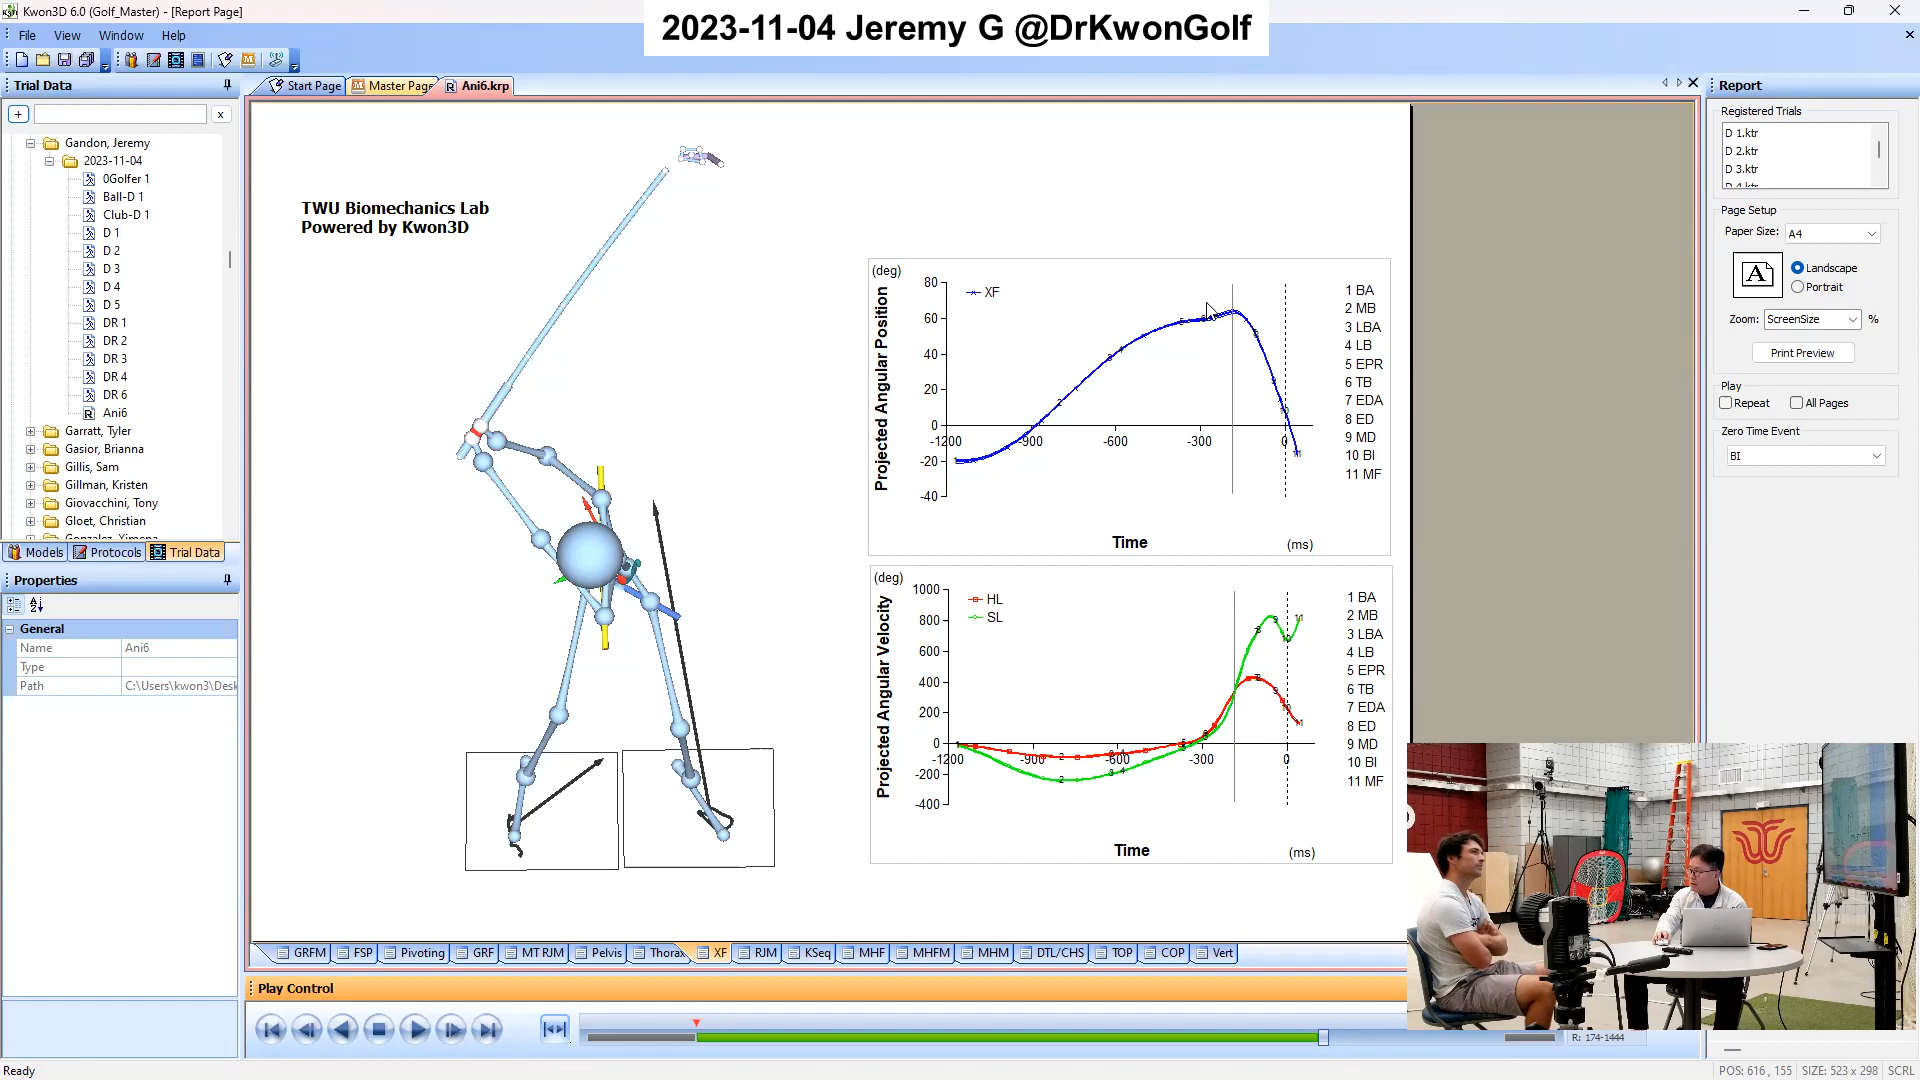 Kwon3D 6.0 (Golf_Master) - [Report Page]
2023-11-04 Jeremy G @DrKwonGolf
File View Window Help
Trial Data
Start Page
Master Page
Ani6.krp
Report
+
x
Gandon, Jeremy
2023-11-04
0Golfer 1
Ball-D 1
Club-D 1
D 1
D 2
D 3
D 4
D 5
DR 1
DR 2
DR 3
DR 4
DR 6
Ani6
Garratt, Tyler
Gasior, Brianna
Gillis, Sam
Gillman, Kristen
Giovacchini, Tony
Gloet, Christian
Models Protocols Trial Data
Properties
General
Name Ani6
Type
Path C:\Users\kwon3\Desk
TWU Biomechanics Lab
Powered by Kwon3D
(deg)
Projected Angular Position
80
60
40
20
0
-20
-40
-1200 -900 -600 -300 0
XF
Time
(ms)
1 BA
2 MB
3 LBA
4 LB
5 EPR
6 TB
7 EDA
8 ED
9 MD
10 BI
11 MF
(deg)
Projected Angular Velocity
1000
800
600
400
200
0
-200
-400
-1200 -900 -600 -300 0
HL
SL
Time
(ms)
1 BA
2 MB
3 LBA
4 LB
5 EPR
6 TB
7 EDA
8 ED
9 MD
10 BI
11 MF
GRFM FSP Pivoting GRF MT RJM Pelvis Thorax XF RJM KSeq MHF MHFM MHM DTL/CHS TOP COP Vert
Play Control
R: 174-1444
Registered Trials
D 1.ktr
D 2.ktr
D 3.ktr
D 4.ktr
Page Setup
Paper Size: A4
A
Landscape
Portrait
Zoom: ScreenSize %
Print Preview
Play
Repeat All Pages
Zero Time Event
BI
Ready
POS: 616 , 155 SIZE: 523 x 298 SCRL